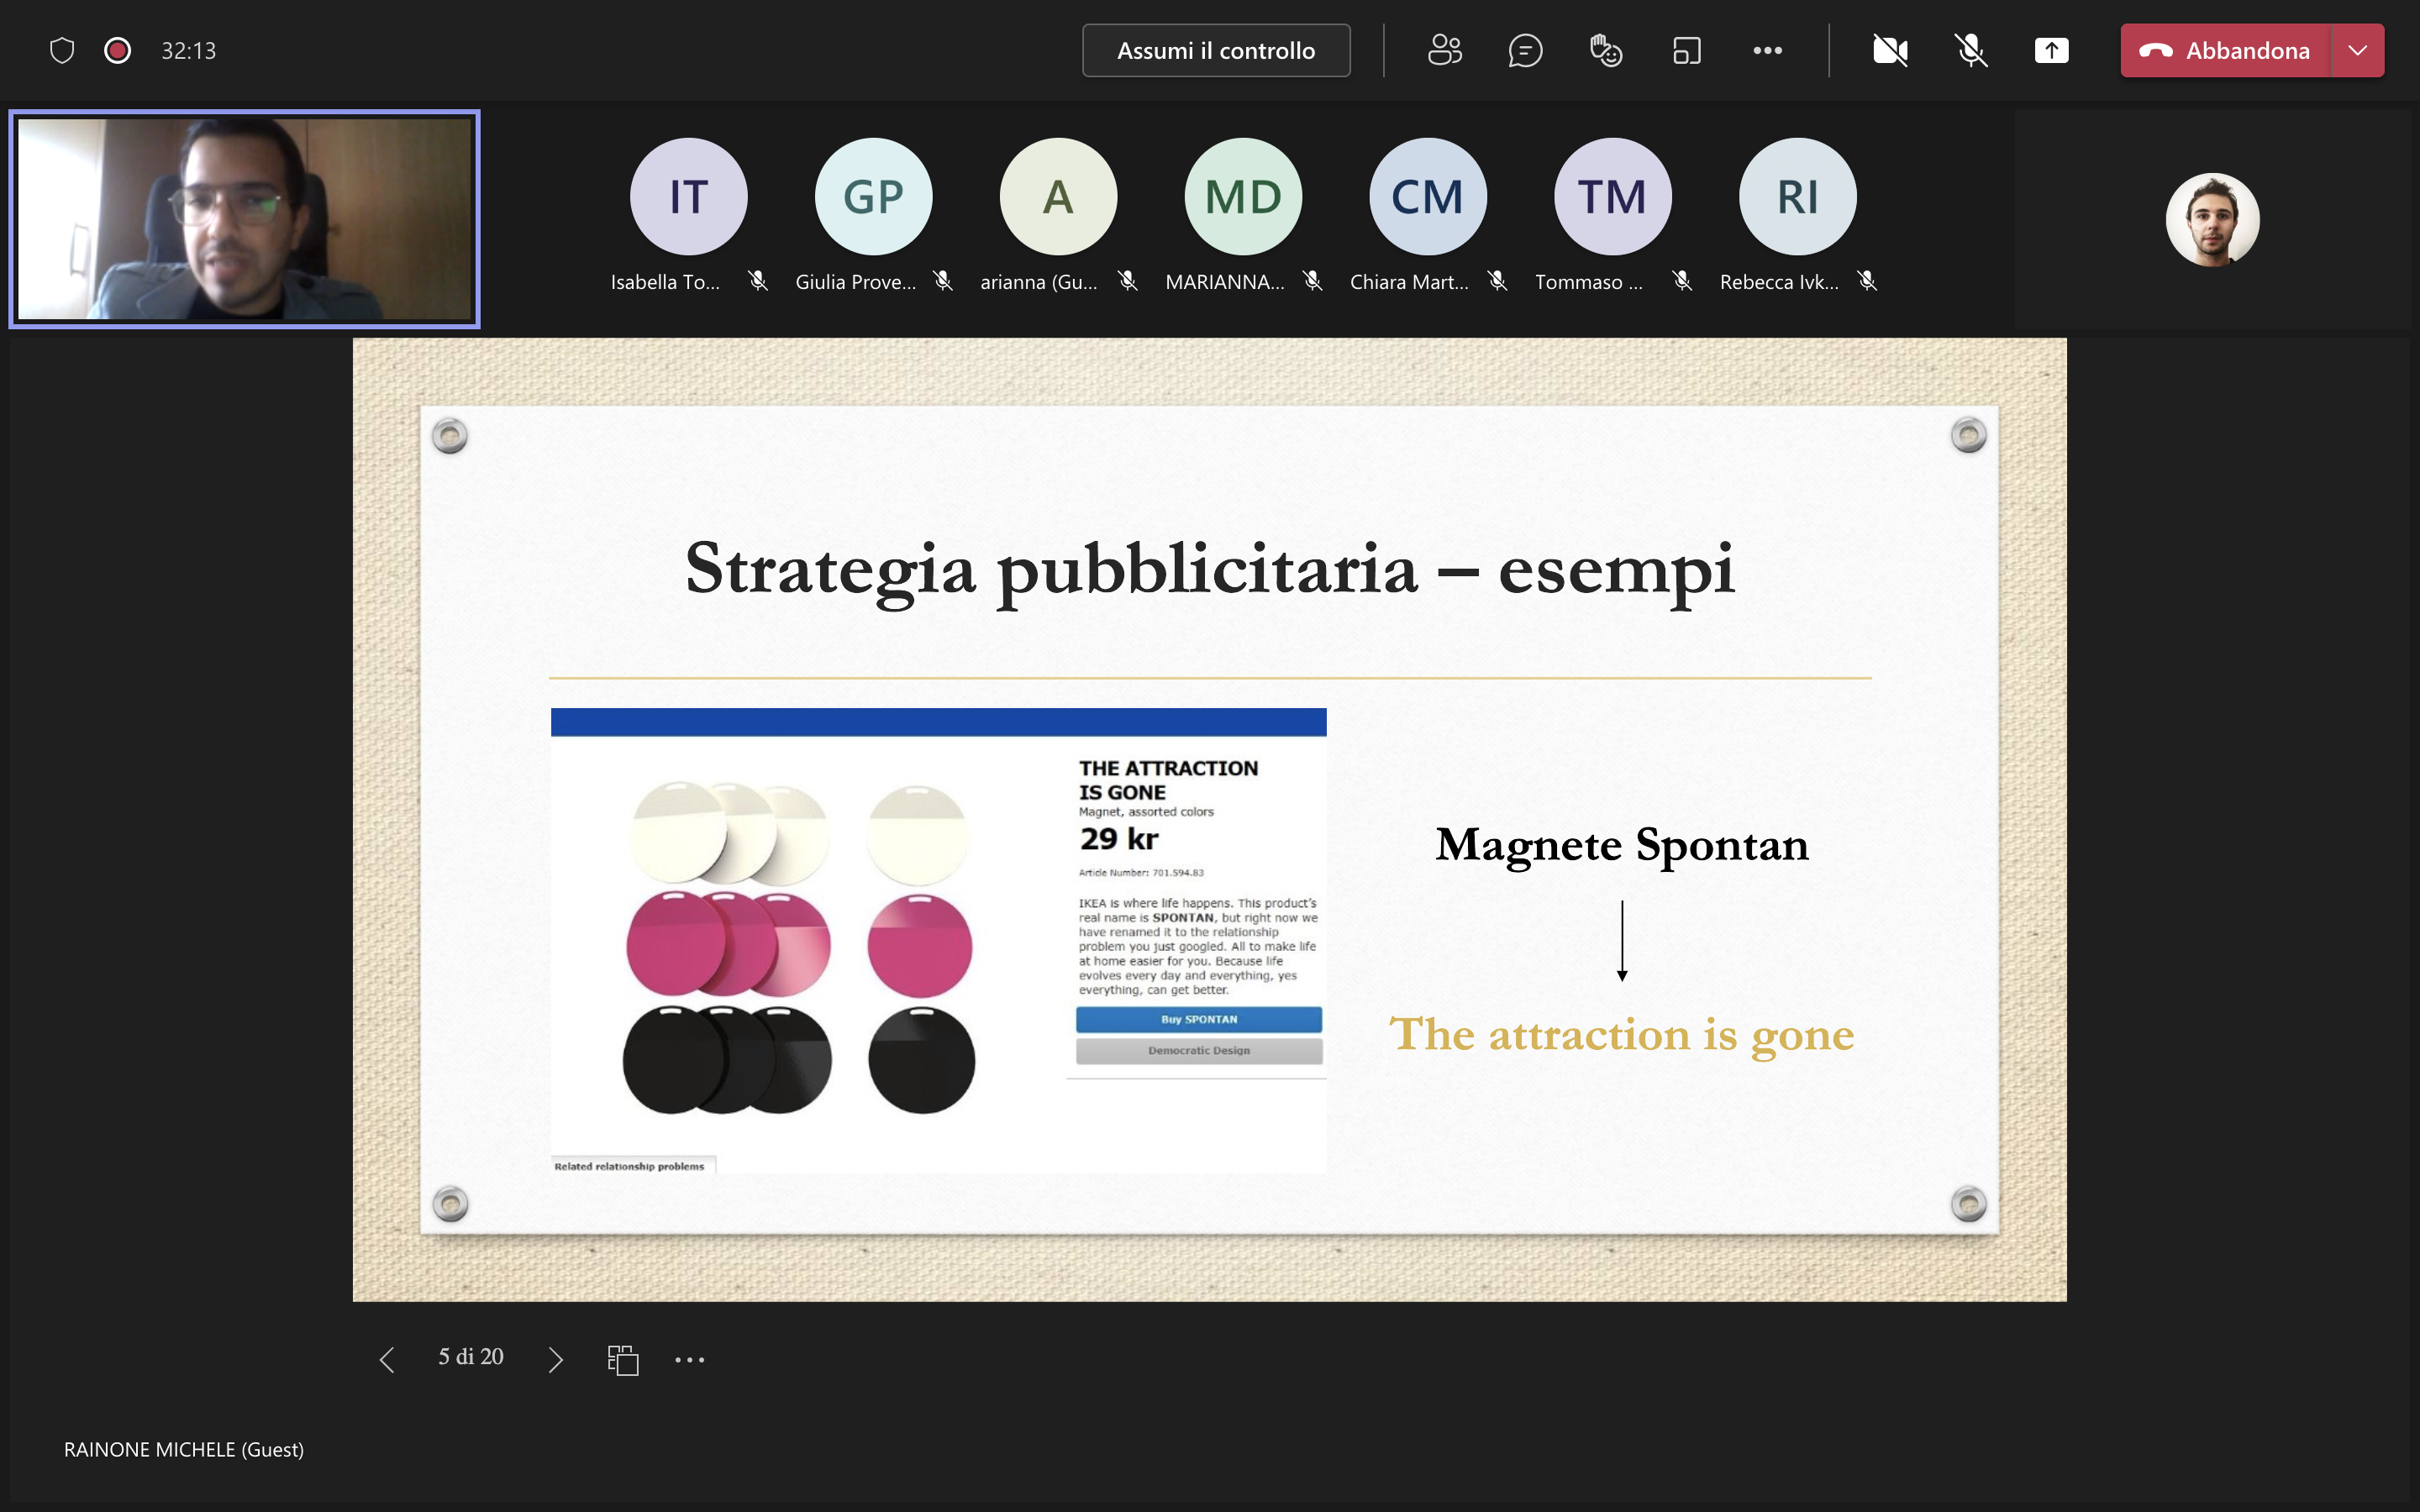 32:13
Assumi il controllo
Abbandona
IT
GP
A
MD
CM
TM
RI
Isabella To...
Giulia Prove...
arianna (Gu...
MARIANNA...
Chiara Mart...
Tommaso ...
Rebecca Ivk...
Strategia pubblicitaria – esempi
THE ATTRACTION
IS GONE
Magnet, assorted colors
29 kr
Article Number: 701.594.83
IKEA is where life happens. This product's
real name is SPONTAN, but right now we
have renamed it to the relationship
problem you just googled. All to make life
at home easier for you. Because life
evolves every day and everything, yes
everything, can get better.
Buy SPONTAN
Democratic Design
Related relationship problems
Magnete Spontan
The attraction is gone
5 di 20
RAINONE MICHELE (Guest)